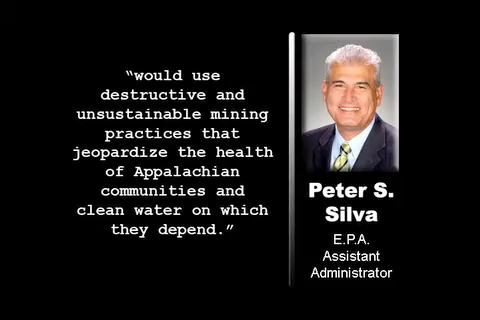 “would use
destructive and
unsustainable mining
practices that
jeopardize the health
of Appalachian
communities and
clean water on which
they depend.”
Peter S.
Silva
E.P.A.
Assistant
Administrator